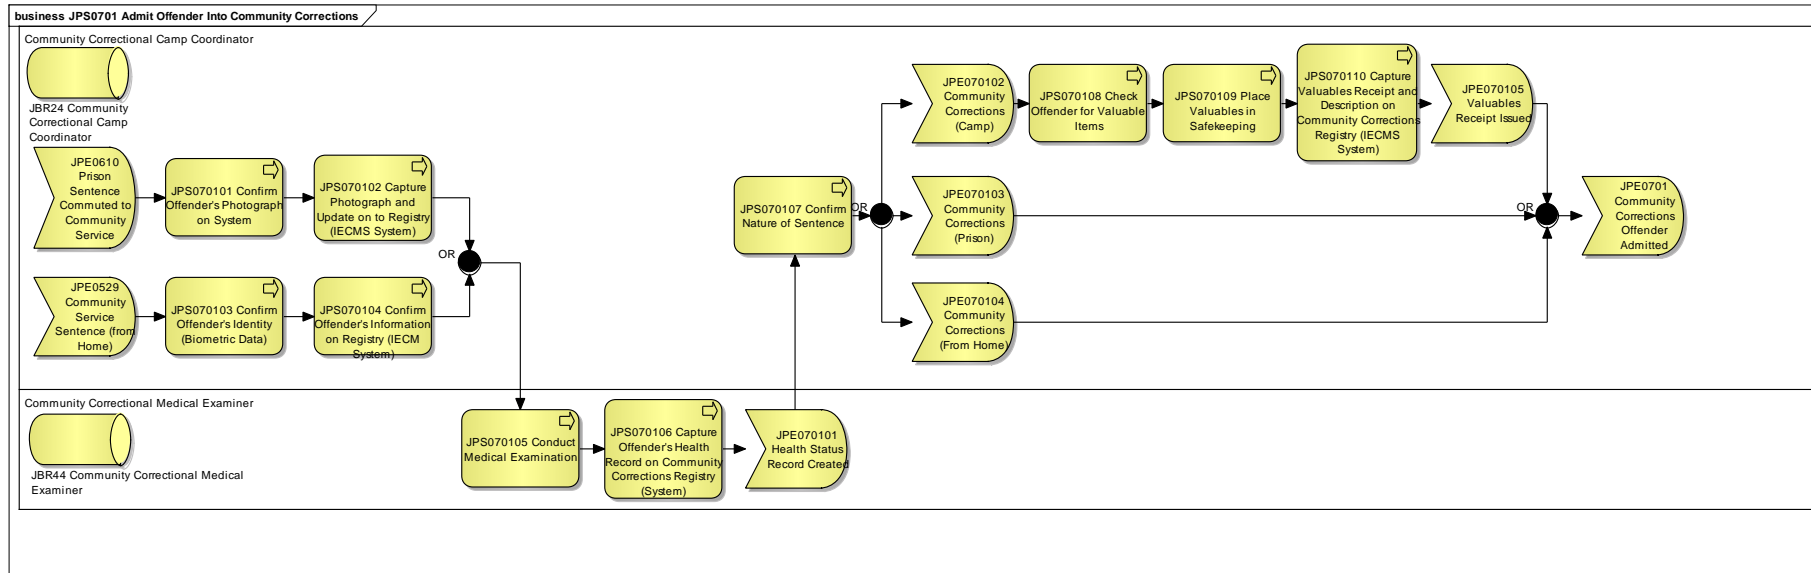 business JPS0701 Admit Offender Into Community Corrections
Community Correctional Camp Coordinator
JBR24 Community
Correctional Camp
Coordinator
JPE0610
Prison
Sentence
Commuted to
Community
Service
JPS070101 Confirm
Offender's Photograph
on System
JPS070102 Capture
Photograph and
Update on to Registry
(IECMS System)
OR
JPE0529
Community
Service
Sentence (from
Home)
JPS070103 Confirm
Offender's Identity
(Biometric Data)
JPS070104 Confirm
Offender's Information
on Registry (IECM
System)
JPS070107 Confirm
Nature of Sentence
OR
JPE070102
Community
Corrections
(Camp)
JPS070108 Check
Offender for Valuable
Items
JPS070109 Place
Valuables in
Safekeeping
JPS070110 Capture
Valuables Receipt and
Description on
Community Corrections
Registry (IECMS
System)
JPE070105
Valuables
Receipt Issued
JPE070103
Community
Corrections
(Prison)
OR
JPE0701
Community
Corrections
Offender
Admitted
JPE070104
Community
Corrections
(From Home)
Community Correctional Medical Examiner
JBR44 Community Correctional Medical
Examiner
JPS070105 Conduct
Medical Examination
JPS070106 Capture
Offender's Health
Record on Community
Corrections Registry
(System)
JPE070101
Health Status
Record Created